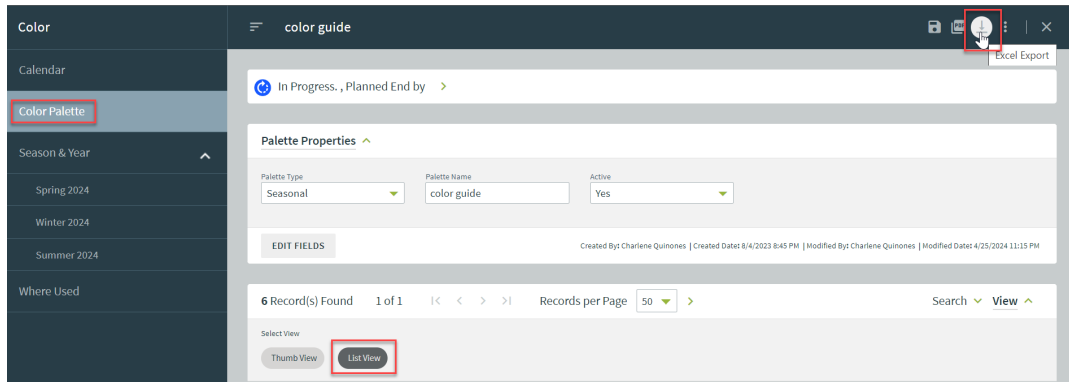 Color
color guide
PDF
Excel Export
Calendar
Color Palette
Season & Year
Spring 2024
Winter 2024
Summer 2024
Where Used
In Progress. , Planned End by
Palette Properties
Palette Type
Palette Name
Active
Seasonal
color guide
Yes
EDIT FIELDS
Created By: Charlene Quinones | Created Date: 8/4/2023 8:45 PM | Modified By: Charlene Quinones | Modified Date: 4/25/2024 11:15 PM
6 Record(s) Found 1 of 1 Records per Page 50 Search View
Select View
Thumb View List View